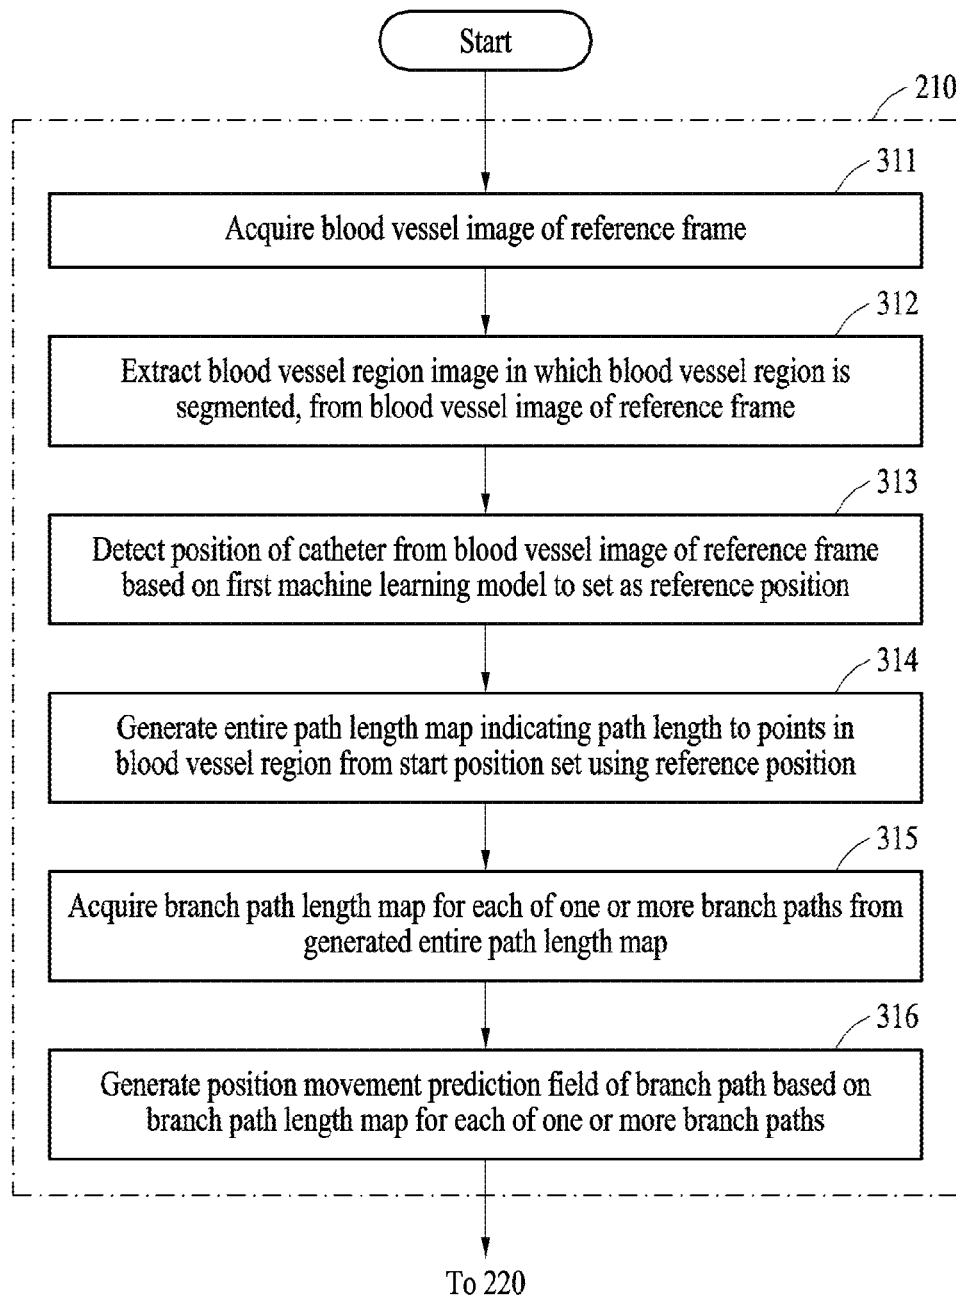 Start
210
311
Acquire blood vessel image of reference frame
312
Extract blood vessel region image in which blood vessel region is
segmented, from blood vessel image of reference frame
313
Detect position of catheter from blood vessel image of reference frame
based on first machine learning model to set as reference position
314
Generate entire path length map indicating path length to points in
blood vessel region from start position set using reference position
315
Acquire branch path length map for each of one or more branch paths from
generated entire path length map
316
Generate position movement prediction field of branch path based on
branch path length map for each of one or more branch paths
To 220